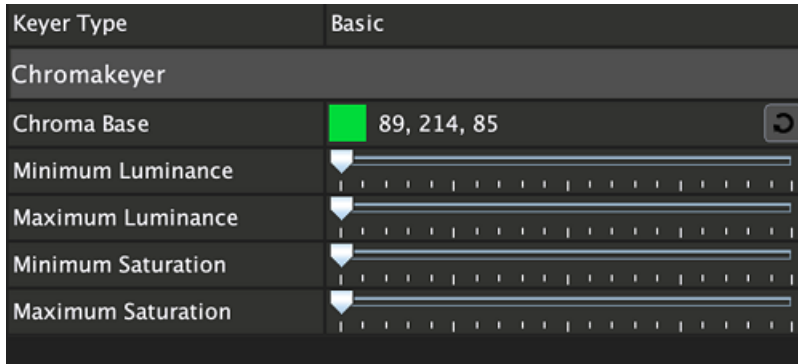 Keyer Type Basic
Chromakeyer
Chroma Base 89, 214, 85
Minimum Luminance
Maximum Luminance
Minimum Saturation
Maximum Saturation